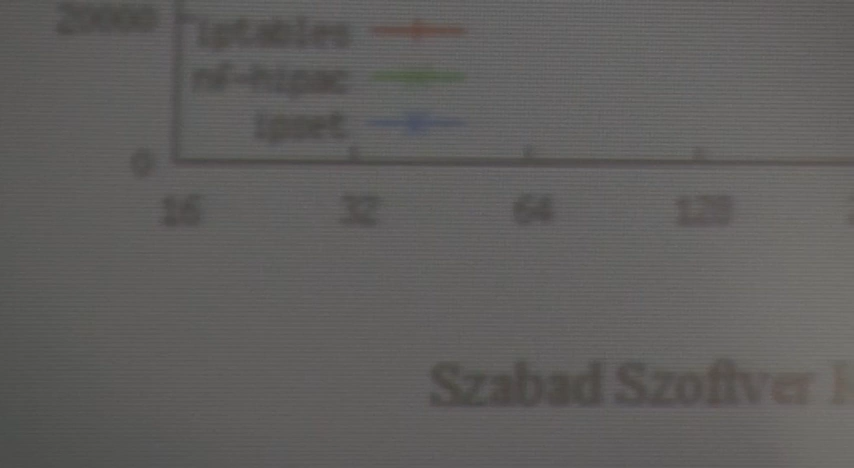 20000
iptables
nf-hipac
ipset
0
16 32 64 128
Szabad Szoftver